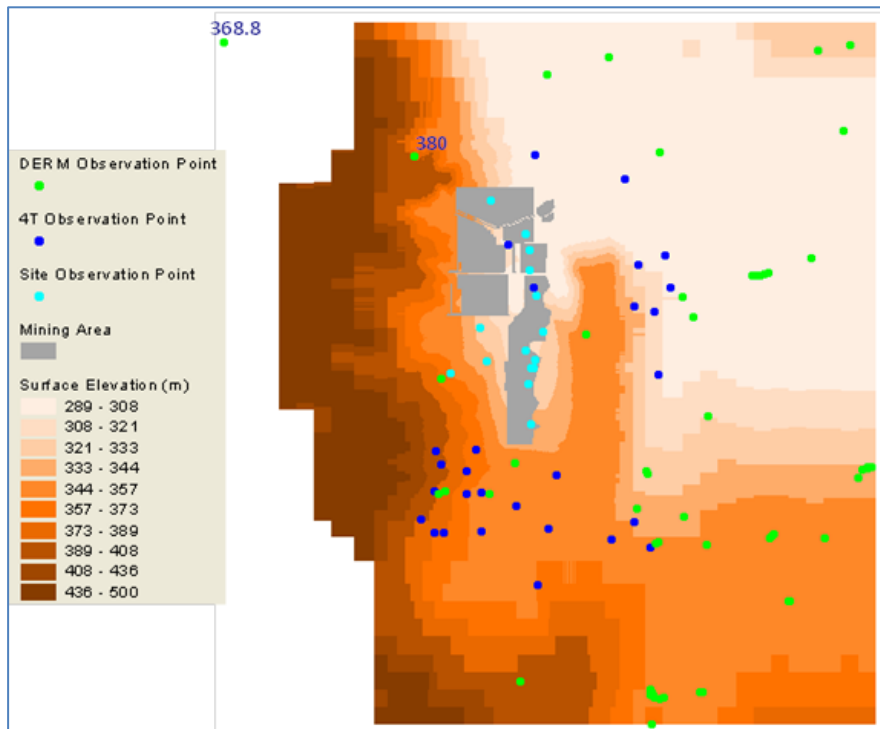 368.8
380
DERM Observation Point
4T Observation Point
Site Observation Point
Mining Area
Surface Elevation (m)
289 - 308
308 - 321
321 - 333
333 - 344
344 - 357
357 - 373
373 - 389
389 - 408
408 - 436
436 - 500